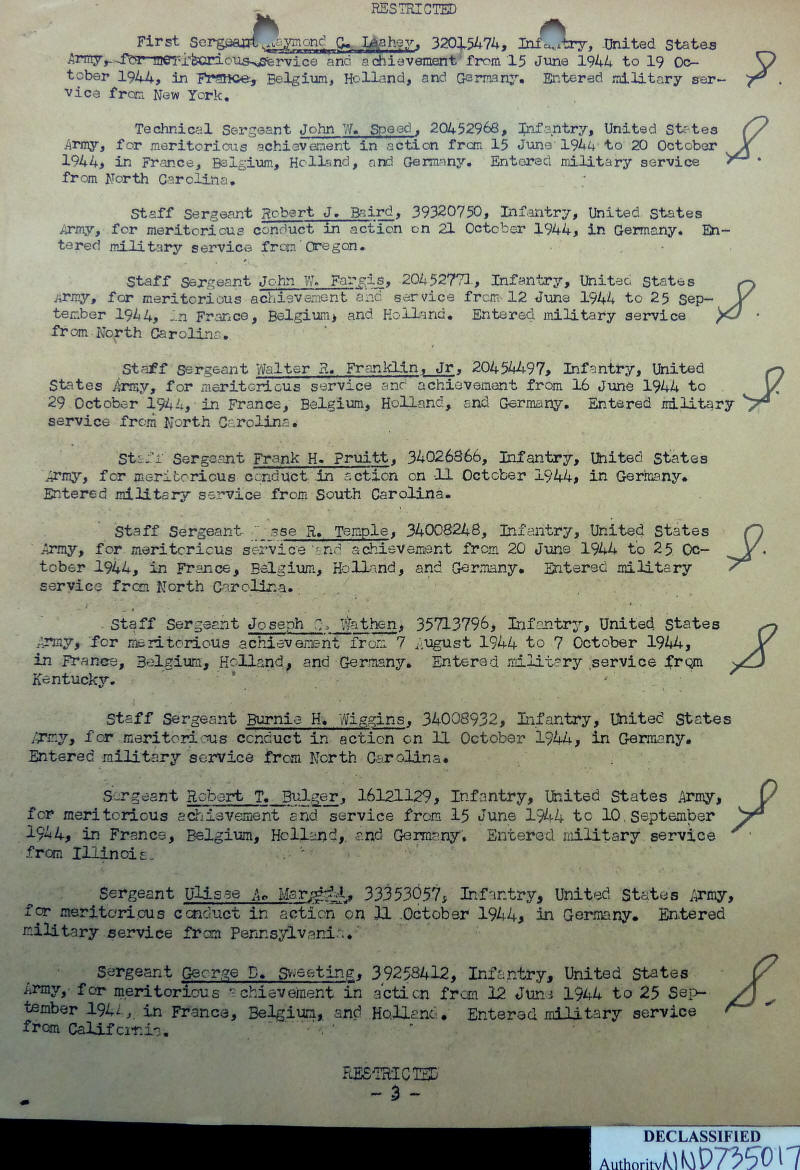 RESTRICTED
First Sergeant Raymond C. Leahey, 32015474, Infantry, United States
Army, for meritorious service and achievement from 15 June 1944 to 19 Oc-
tober 1944, in France, Belgium, Holland, and Germany. Entered military ser-
vice from New York.
Technical Sergeant John W. Speed, 20452968, Infantry, United States
Army, for meritorious achievement in action from 15 June 1944 to 20 October
1944, in France, Belgium, Holland, and Germany. Entered military service
from North Carolina.
Staff Sergeant Robert J. Baird, 39320750, Infantry, United States
Army, for meritorious conduct in action on 21 October 1944, in Germany. En-
tered military service from Oregon.
Staff Sergeant John W. Fargis, 20452771, Infantry, United States
Army, for meritorious achievement and service from 12 June 1944 to 25 Sep-
tember 1944, in France, Belgium, and Holland. Entered military service
from North Carolina.
Staff Sergeant Walter R. Franklin, Jr, 20454497, Infantry, United
States Army, for meritorious service and achievement from 16 June 1944 to
29 October 1944, in France, Belgium, Holland, and Germany. Entered military
service from North Carolina.
Staff Sergeant Frank H. Pruitt, 34026866, Infantry, United States
Army, for meritorious conduct in action on 11 October 1944, in Germany.
Entered military service from South Carolina.
Staff Sergeant R. Temple, 34008248, Infantry, United States
Army, for meritorious service and achievement from 20 June 1944 to 25 Oc-
tober 1944, in France, Belgium, Holland, and Germany. Entered military
service from North Carolina.
Staff Sergeant Joseph C. Wathen, 35713796, Infantry, United States
Army, for meritorious achievement from 7 August 1944 to 7 October 1944,
in France, Belgium, Holland, and Germany. Entered military service from
Kentucky.
Staff Sergeant Burnie H. Wiggins, 34008932, Infantry, United States
Army, for meritorious conduct in action on 11 October 1944, in Germany.
Entered military service from North Carolina.
Sergeant Robert T. Bulger, 16121129, Infantry, United States Army,
for meritorious achievement and service from 15 June 1944 to 10 September
1944, in France, Belgium, Holland, and Germany. Entered military service
from Illinois.
Sergeant Ulisse A. 33353057, Infantry, United States Army,
for meritorious conduct in action on 11 October 1944, in Germany. Entered
military service from Pennsylvania.
Sergeant George D. Sweeting, 39258412, Infantry, United States
Army, for meritorious achievement in action from 12 June 1944 to 25 Sep-
tember 1944, in France, Belgium, and Holland. Entered military service
from California.
RESTRICTED
- 3 -
DECLASSIFIED
Authority NND735017